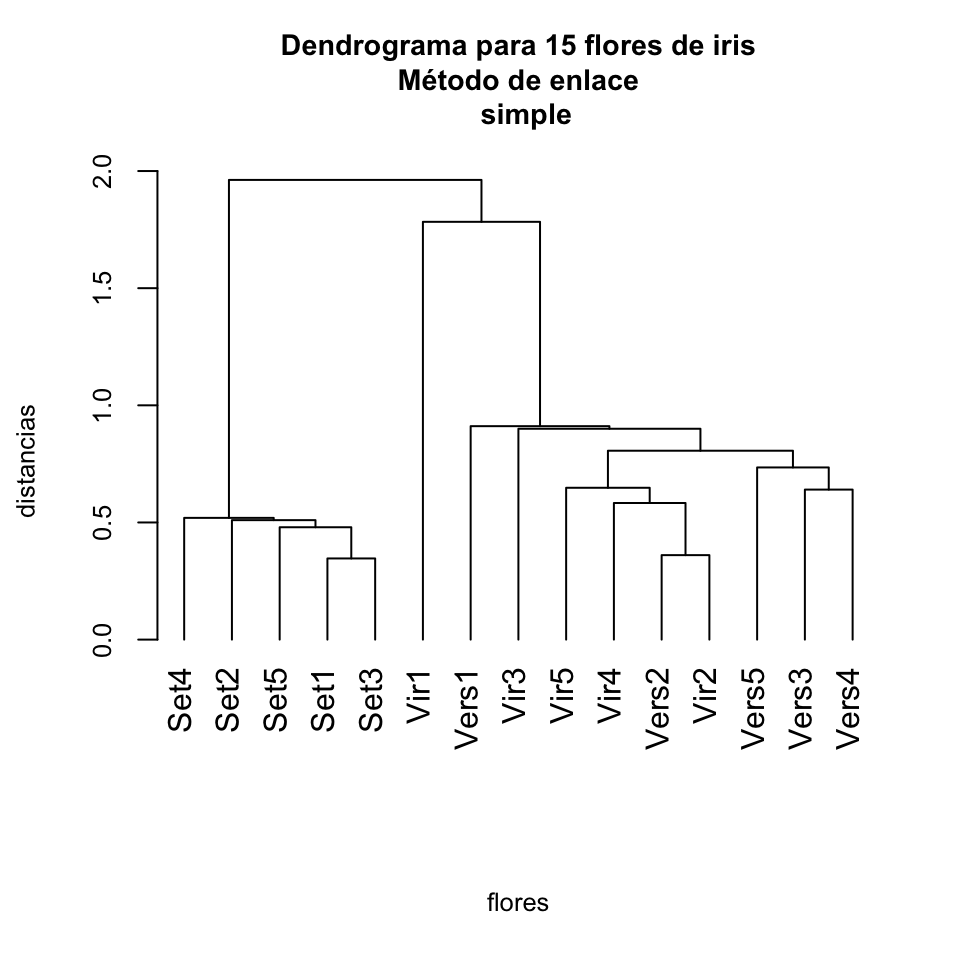 Dendrograma para 15 flores de iris
Método de enlace
simple
2.0
1.5
1.0
0.5
0.0
distancias
Set4
Set2
Set5
Set1
Set3
Vir1
Vers1
Vir3
Vir5
Vir4
Vers2
Vir2
Vers5
Vers3
Vers4
flores